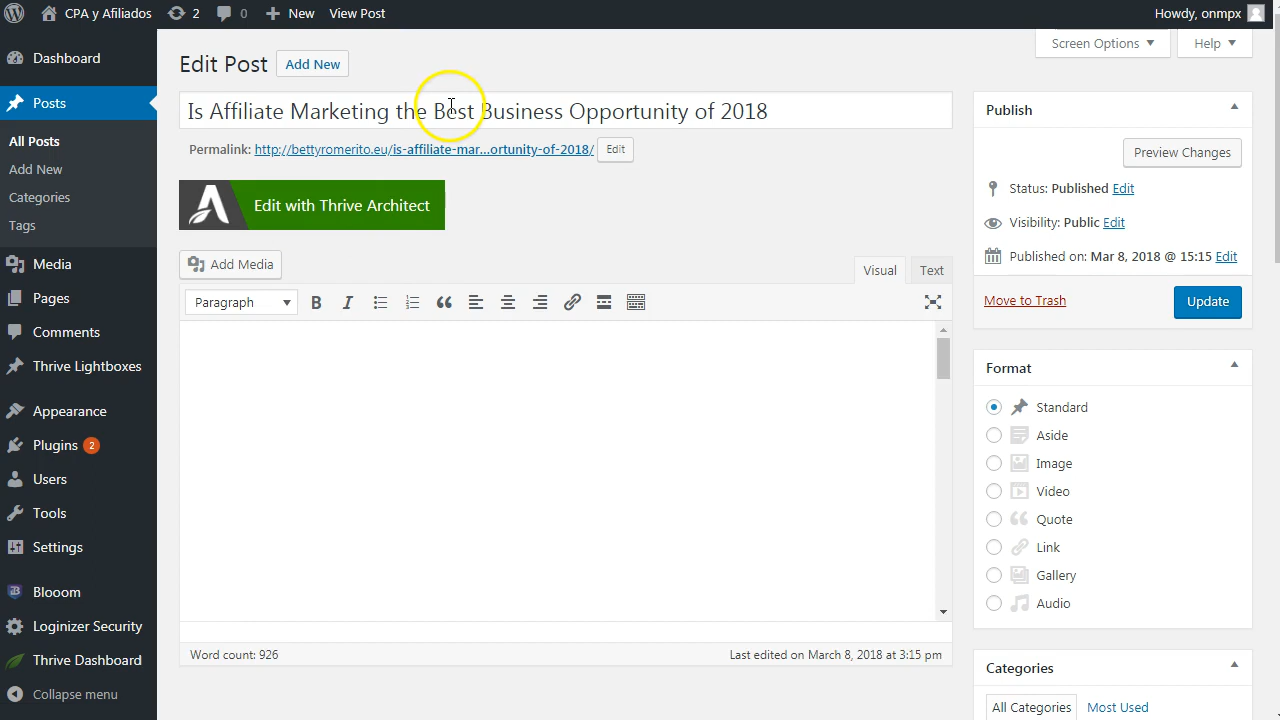 CPA y Afiliados 2 0 New View Post Howdy, onmpx
Screen Options Help
Dashboard
Posts
All Posts
Add New
Categories
Tags
Media
Pages
Comments
Thrive Lightboxes
Appearance
Plugins 2
Users
Tools
Settings
Blooom
Loginizer Security
Thrive Dashboard
Collapse menu
Edit Post Add New
Is Affiliate Marketing the Best Business Opportunity of 2018
Permalink: http://bettyromerito.eu/is-affiliate-mar...ortunity-of-2018/ Edit
Edit with Thrive Architect
Add Media
Visual Text
Paragraph
Word count: 926 Last edited on March 8, 2018 at 3:15 pm
Publish
Preview Changes
Status: Published Edit
Visibility: Public Edit
Published on: Mar 8, 2018 @ 15:15 Edit
Move to Trash Update
Format
Standard
Aside
Image
Video
Quote
Link
Gallery
Audio
Categories
All Categories Most Used